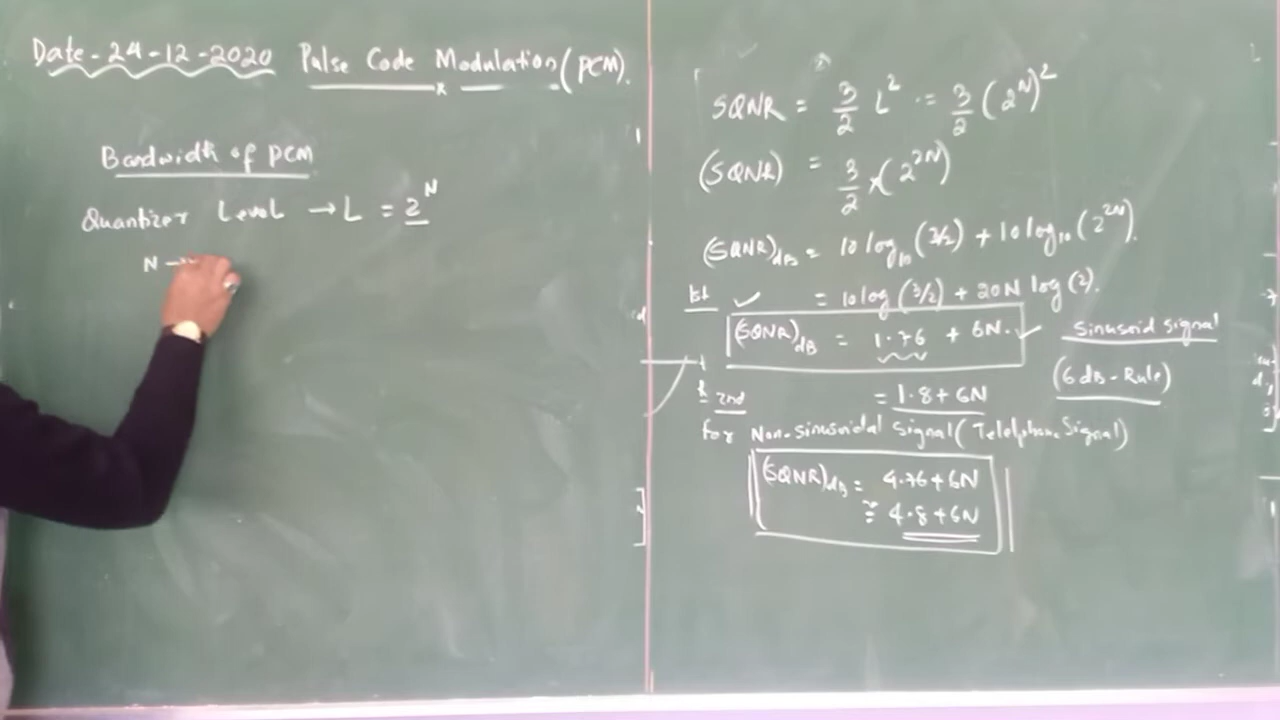 Date - 24-12-2020 Pulse Code Modulation (PCM).
Bandwidth of PCM
Quantizer Level → L = 2^N
N →
SQNR = 3/2 L² = 3/2 (2^N)²
(SQNR) = 3/2 × (2^2N)
(SQNR)dB = 10 log₁₀ (3/2) + 10 log₁₀ (2^2N).
1st ✓ = 10 log (3/2) + 20N log (2).
(SQNR)dB = 1.76 + 6N. ✓ Sinusoid signal
(6 dB - Rule)
2nd = 1.8 + 6N
For Non-sinusoidal Signal (Telelphone Signal)
(SQNR)dB = 4.76 + 6N
≅ 4.8 + 6N